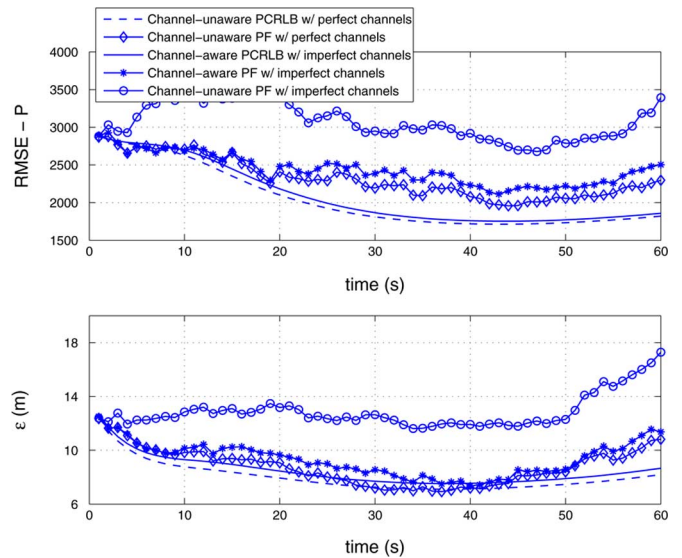 Channel-unaware PCRLB w/ perfect channels
Channel-unaware PF w/ perfect channels
Channel-aware PCRLB w/ imperfect channels
Channel-aware PF w/ imperfect channels
Channel-unaware PF w/ imperfect channels
4000
3500
3000
2500
2000
1500
RMSE - P
0 10 20 30 40 50 60
time (s)
18
14
10
6
ε (m)
0 10 20 30 40 50 60
time (s)